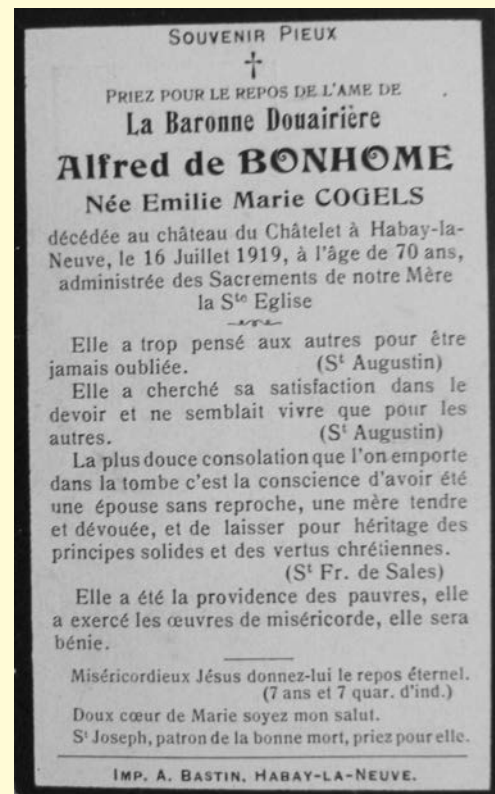 SOUVENIR PIEUX
PRIEZ POUR LE REPOS DE L'AME DE
La Baronne Douairière
Alfred de BONHOME
Née Emilie Marie COGELS
décédée au château du Châtelet à Habay-la-
Neuve, le 16 Juillet 1919, à l'âge de 70 ans,
administrée des Sacrements de notre Mère
la Ste Eglise
Elle a trop pensé aux autres pour être
jamais oubliée. (St Augustin)
Elle a cherché sa satisfaction dans le
devoir et ne semblait vivre que pour les
autres. (St Augustin)
La plus douce consolation que l'on emporte
dans la tombe c'est la conscience d'avoir été
une épouse sans reproche, une mère tendre
et dévouée, et de laisser pour héritage des
principes solides et des vertus chrétiennes.
(St Fr. de Sales)
Elle a été la providence des pauvres, elle
a exercé les œuvres de miséricorde, elle sera
bénie.
Miséricordieux Jésus donnez-lui le repos éternel.
(7 ans et 7 quar. d'ind.)
Doux cœur de Marie soyez mon salut.
St Joseph, patron de la bonne mort, priez pour elle.
IMP. A. BASTIN, HABAY-LA-NEUVE.